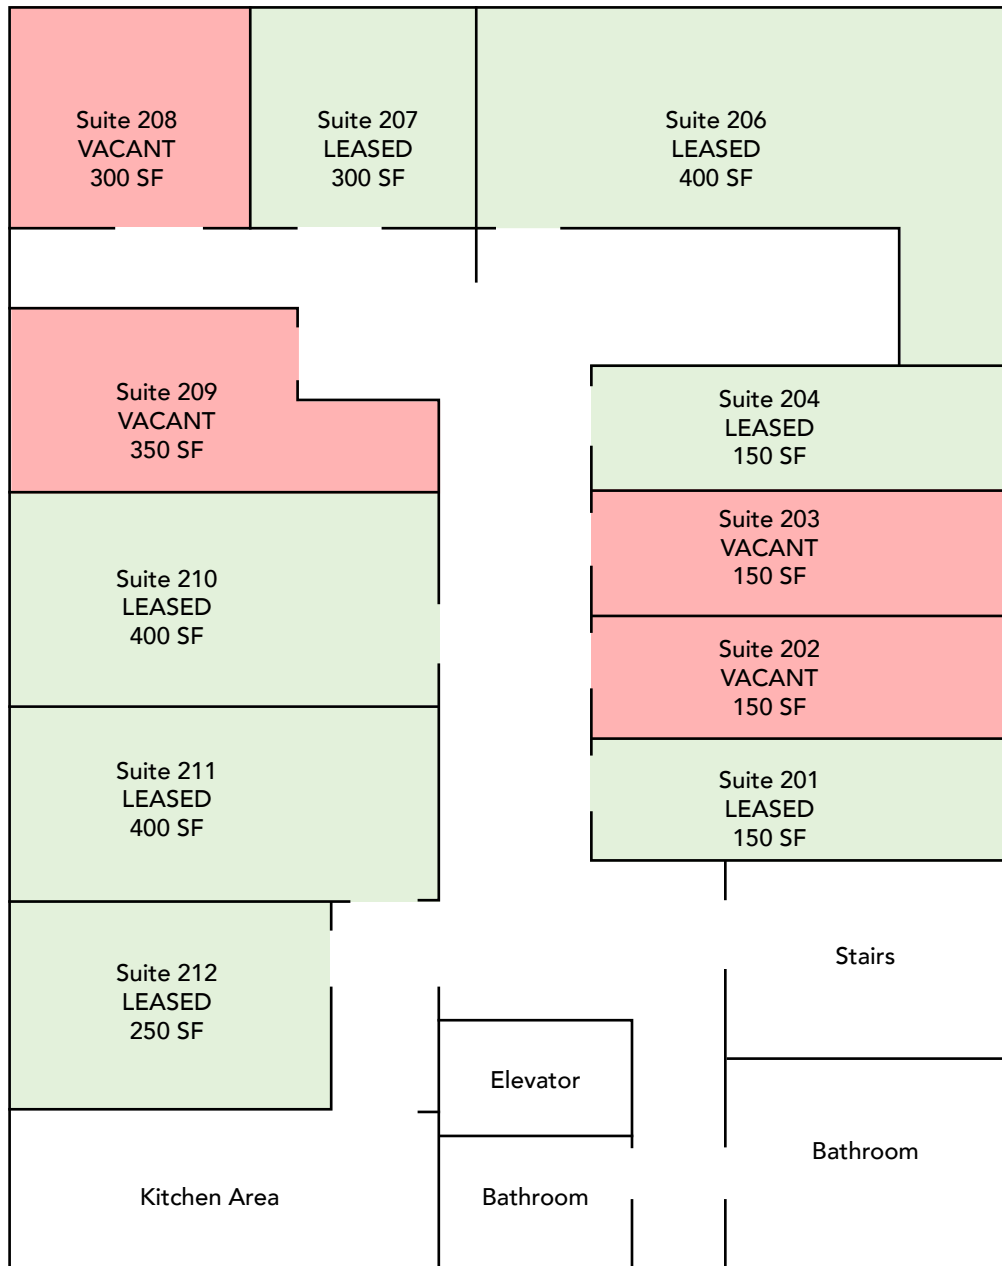 Suite 208
VACANT
300 SF
Suite 207
LEASED
300 SF
Suite 206
LEASED
400 SF
Suite 209
VACANT
350 SF
Suite 204
LEASED
150 SF
Suite 203
VACANT
150 SF
Suite 210
LEASED
400 SF
Suite 202
VACANT
150 SF
Suite 211
LEASED
400 SF
Suite 201
LEASED
150 SF
Suite 212
LEASED
250 SF
Stairs
Elevator
Bathroom
Kitchen Area
Bathroom